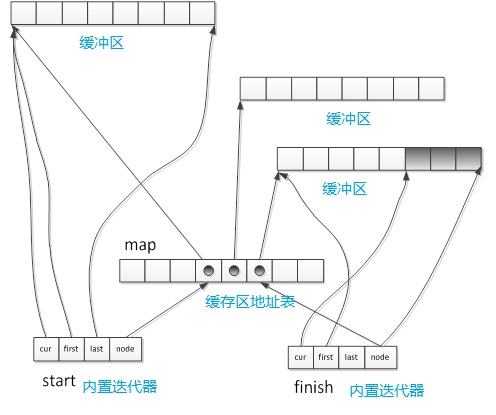 缓冲区
缓冲区
缓冲区
map
缓存区地址表
cur first last node
start 内置迭代器
cur first last node
finish 内置迭代器